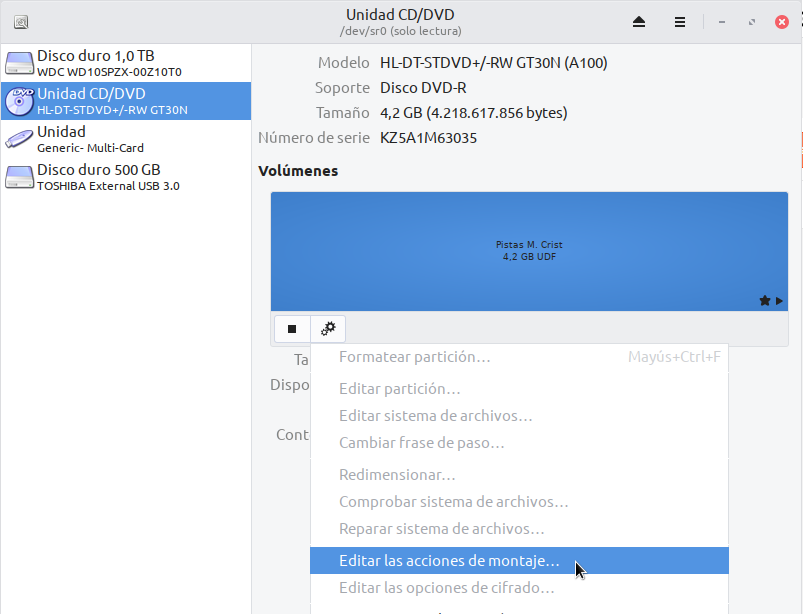 Unidad CD/DVD
/dev/sr0 (solo lectura)
Disco duro 1,0 TB
WDC WD10SPZX-00Z10T0
Unidad CD/DVD
HL-DT-STDVD+/-RW GT30N
Unidad
Generic- Multi-Card
Disco duro 500 GB
TOSHIBA External USB 3.0
Modelo HL-DT-STDVD+/-RW GT30N (A100)
Soporte Disco DVD-R
Tamaño 4,2 GB (4.218.617.856 bytes)
Número de serie KZ5A1M63035
Volúmenes
Pistas M. Crist
4,2 GB UDF
Ta
Dispo
Cont
Formatear partición… Mayús+Ctrl+F
Editar partición…
Editar sistema de archivos…
Cambiar frase de paso…
Redimensionar…
Comprobar sistema de archivos…
Reparar sistema de archivos…
Editar las acciones de montaje…
Editar las opciones de cifrado…